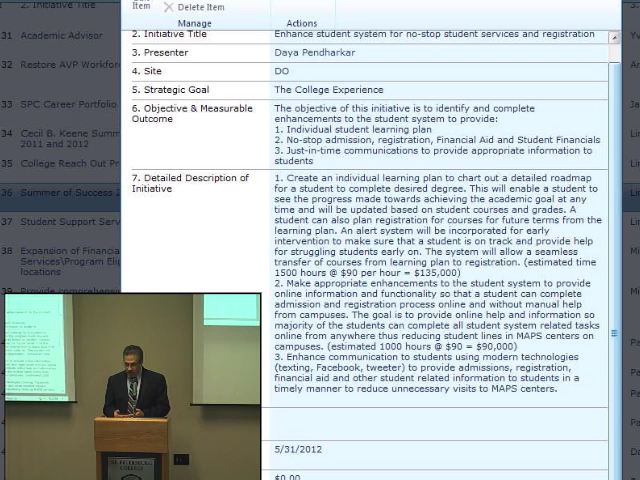 Item
Delete Item
Manage
Actions
2. Initiative Title
Enhance student system for no-stop student services and registration
3. Presenter
Daya Pendharkar
4. Site
DO
5. Strategic Goal
The College Experience
6. Objective & Measurable
Outcome
The objective of this initiative is to identify and complete
enhancements to the student system to provide:
1. Individual student learning plan
2. No-stop admission, registration, Financial Aid and Student Financials
3. Just-in-time communications to provide appropriate information to
students
7. Detailed Description of
Initiative
1. Create an individual learning plan to chart out a detailed roadmap
for a student to complete desired degree. This will enable a student to
see the progress made towards achieving the academic goal at any
time and will be updated based on student courses and grades. A
student can also plan registration for courses for future terms from the
learning plan. An alert system will be incorporated for early
intervention to make sure that a student is on track and provide help
for struggling students early on. The system will allow a seamless
transfer of courses from learning plan to registration. (estimated time
1500 hours @ $90 per hour = $135,000)
2. Make appropriate enhancements to the student system to provide
online information and functionality so that a student can complete
admission and registration process online and without manual help
from campuses. The goal is to provide online help and information so
majority of the students can complete all student system related tasks
online from anywhere thus reducing student lines in MAPS centers on
campuses. (estimated 1000 hours @ $90 = $90,000)
3. Enhance communication to students using modern technologies
(texting, Facebook, tweeter) to provide admissions, registration,
financial aid and other student related information to students in a
timely manner to reduce unnecessary visits to MAPS centers.
5/31/2012
$0.00
2. Initiative Title
31 Academic Advisor
32 Restore AVP Workfor
33 SPC Career Portfolio
34 Cecil B. Keene Summ
2011 and 2012
35 College Reach Out Pr
36 Summer of Success
37 Student Support Serv
38 Expansion of Financia
Services\Program Elig
locations
39 Provide comprehensi
ST. PETERSBURG
COLLEGE